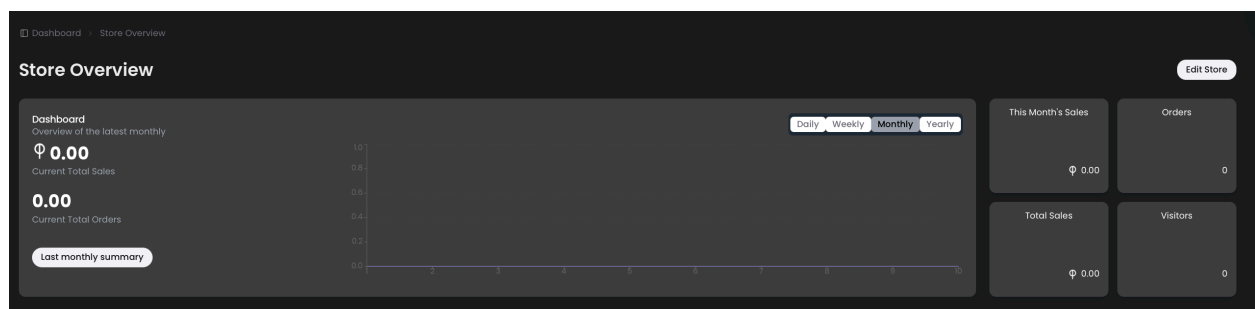 Dashboard › Store Overview
Store Overview
Edit Store
Dashboard
Overview of the latest monthly
Daily Weekly Monthly Yearly
⌽ 0.00
Current Total Sales
0.00
Current Total Orders
Last monthly summary
1.0
0.8
0.6
0.4
0.2
0.0
1 2 3 4 5 6 7 8 9 10
This Month's Sales
⌽ 0.00
Orders
0
Total Sales
⌽ 0.00
Visitors
0